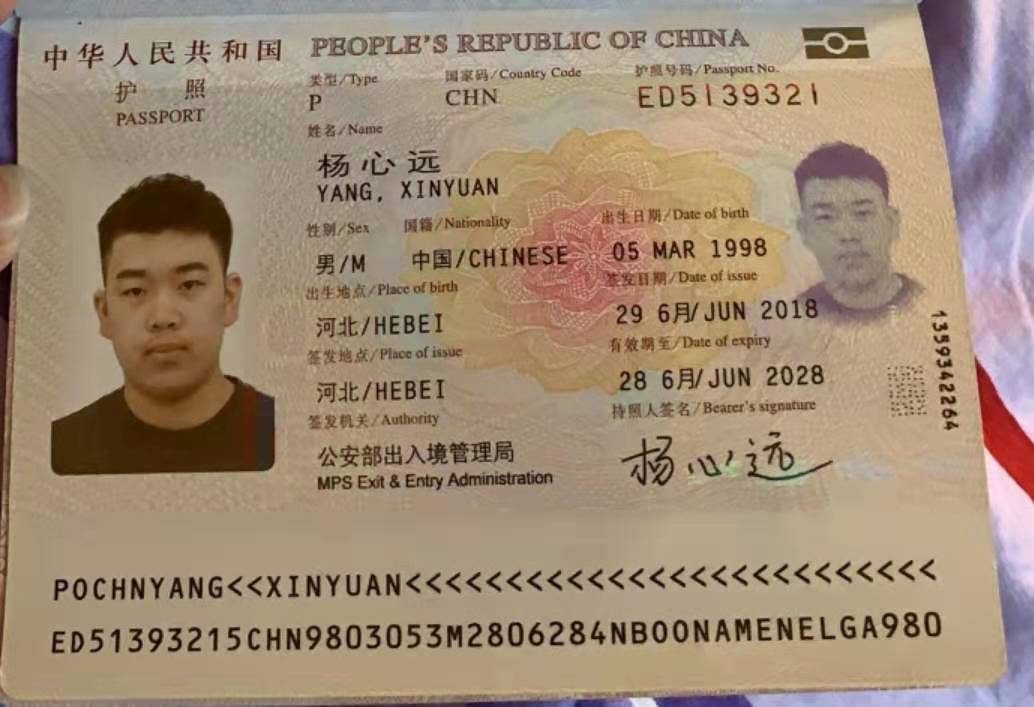 中华人民共和国 PEOPLE'S REPUBLIC OF CHINA
护照
PASSPORT
类型/Type
P
国家码/Country Code
CHN
护照号码/Passport No.
ED5139321
姓名/Name
杨心远
YANG, XINYUAN
性别/Sex
男/M
国籍/Nationality
中国/CHINESE
出生日期/Date of birth
05 MAR 1998
出生地点/Place of birth
河北/HEBEI
签发日期/Date of issue
29 6月/JUN 2018
签发地点/Place of issue
河北/HEBEI
有效期至/Date of expiry
28 6月/JUN 2028
签发机关/Authority
公安部出入境管理局
MPS Exit & Entry Administration
持照人签名/Bearer's signature
杨心远
1359342264
POCHNYANG<<XINYUAN<<<<<<<<<<<<<<<<<<<<<<<<<<
ED51393215CHN9803053M2806284NBOONAMENELGA980